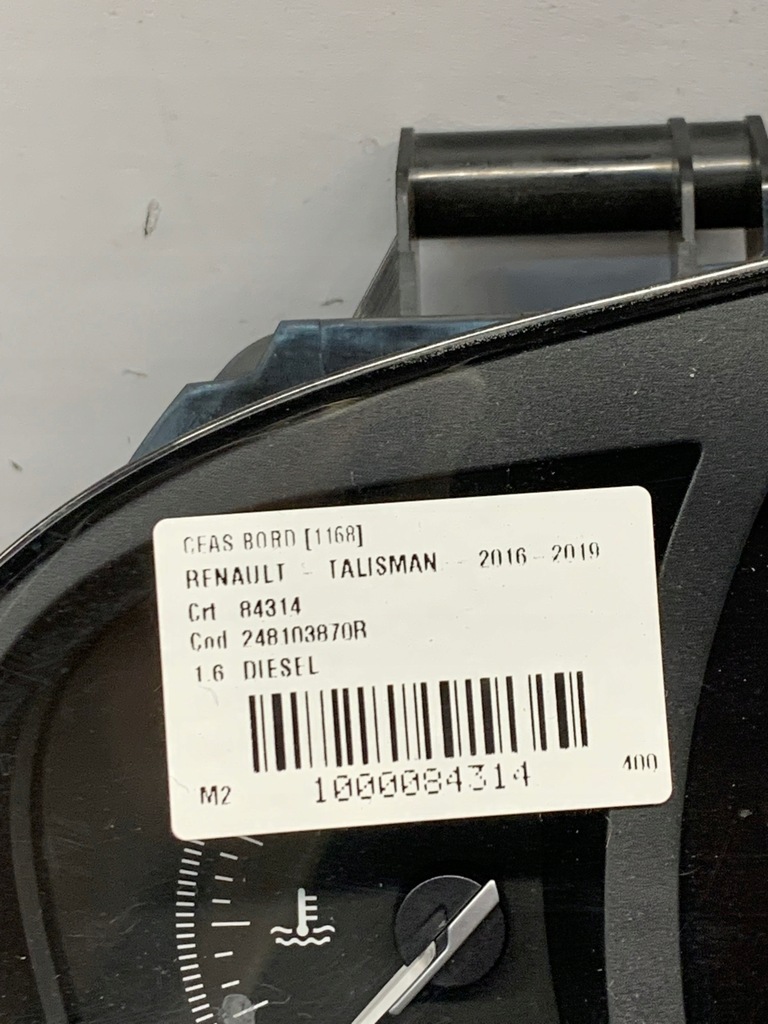 CEAS BORD [1168]
RENAULT - TALISMAN - 2016-2019
Crt 84314
Cod 248103870R
1.6 DIESEL
1000084314
M2 400